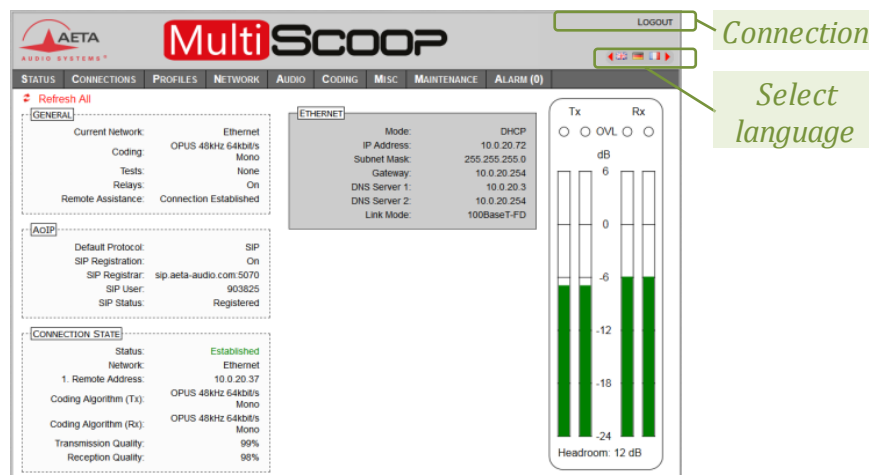 AETA
AUDIO SYSTEMS
MultiScoop
LOGOUT
Connection
Select
language
STATUS CONNECTIONS PROFILES NETWORK AUDIO CODING MISC MAINTENANCE ALARM (0)
Refresh All
GENERAL
Current Network: Ethernet
Coding: OPUS 48kHz 64kbit/s
Mono
Tests: None
Relays: On
Remote Assistance: Connection Established
AOIP
Default Protocol: SIP
SIP Registration: On
SIP Registrar: sip.aeta-audio.com:5070
SIP User: 903825
SIP Status: Registered
CONNECTION STATE
Status: Established
Network: Ethernet
1. Remote Address: 10.0.20.37
Coding Algorithm (Tx): OPUS 48kHz 64kbit/s
Mono
Coding Algorithm (Rx): OPUS 48kHz 64kbit/s
Mono
Transmission Quality: 99%
Reception Quality: 98%
ETHERNET
Mode: DHCP
IP Address: 10.0.20.72
Subnet Mask: 255.255.255.0
Gateway: 10.0.20.254
DNS Server 1: 10.0.20.3
DNS Server 2: 10.0.20.254
Link Mode: 100BaseT-FD
Tx Rx
OVL
dB
6
0
-6
-12
-18
-24
Headroom: 12 dB